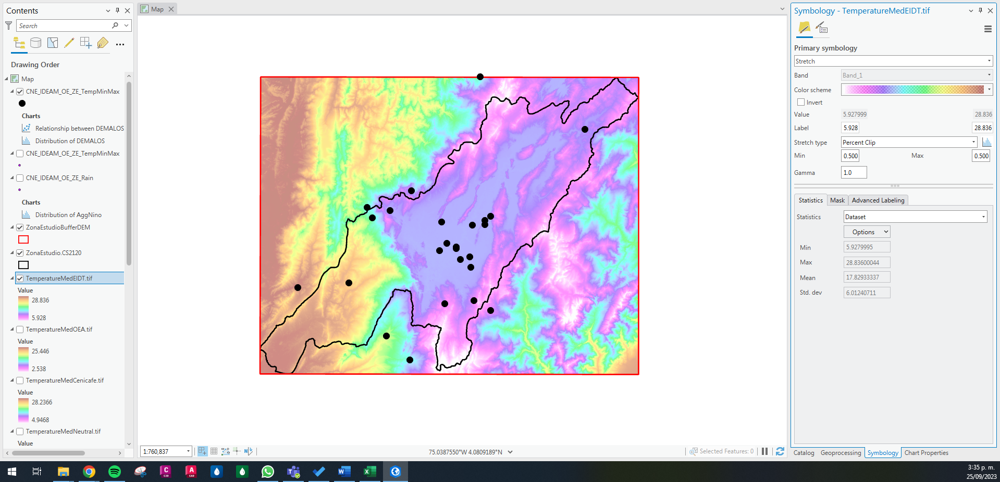 Contents
Search
Drawing Order
Map
CNE_IDEAM_OE_ZE_TempMinMax
Charts
Relationship between DEMALOS
Distribution of DEMALOS
CNE_IDEAM_OE_ZE_TempMinMax
CNE_IDEAM_OE_ZE_Rain
Charts
Distribution of AggNino
ZonaEstudioBufferDEM
ZonaEstudio.CS2120
TemperatureMedEIDT.tif
Value
28.836
5.928
TemperatureMedOEA.tif
Value
25.446
2.538
TemperatureMedCenicafe.tif
Value
28.2366
4.9468
TemperatureMedNeutral.tif
Value
Map
1:760,837
75.0387550°W 4.0809189°N
Selected Features: 0
Symbology - TemperatureMedEIDT.tif
Primary symbology
Stretch
Band Band_1
Color scheme
Invert
Value 5.927999 28.836
Label 5.928 28.836
Stretch type Percent Clip
Min 0.500 Max 0.500
Gamma 1.0
Statistics Mask Advanced Labeling
Statistics Dataset
Options
Min 5.9279995
Max 28.83600044
Mean 17.82933337
Std. dev 6.01240711
Catalog Geoprocessing Symbology Chart Properties
3:35 p. m.
25/09/2023